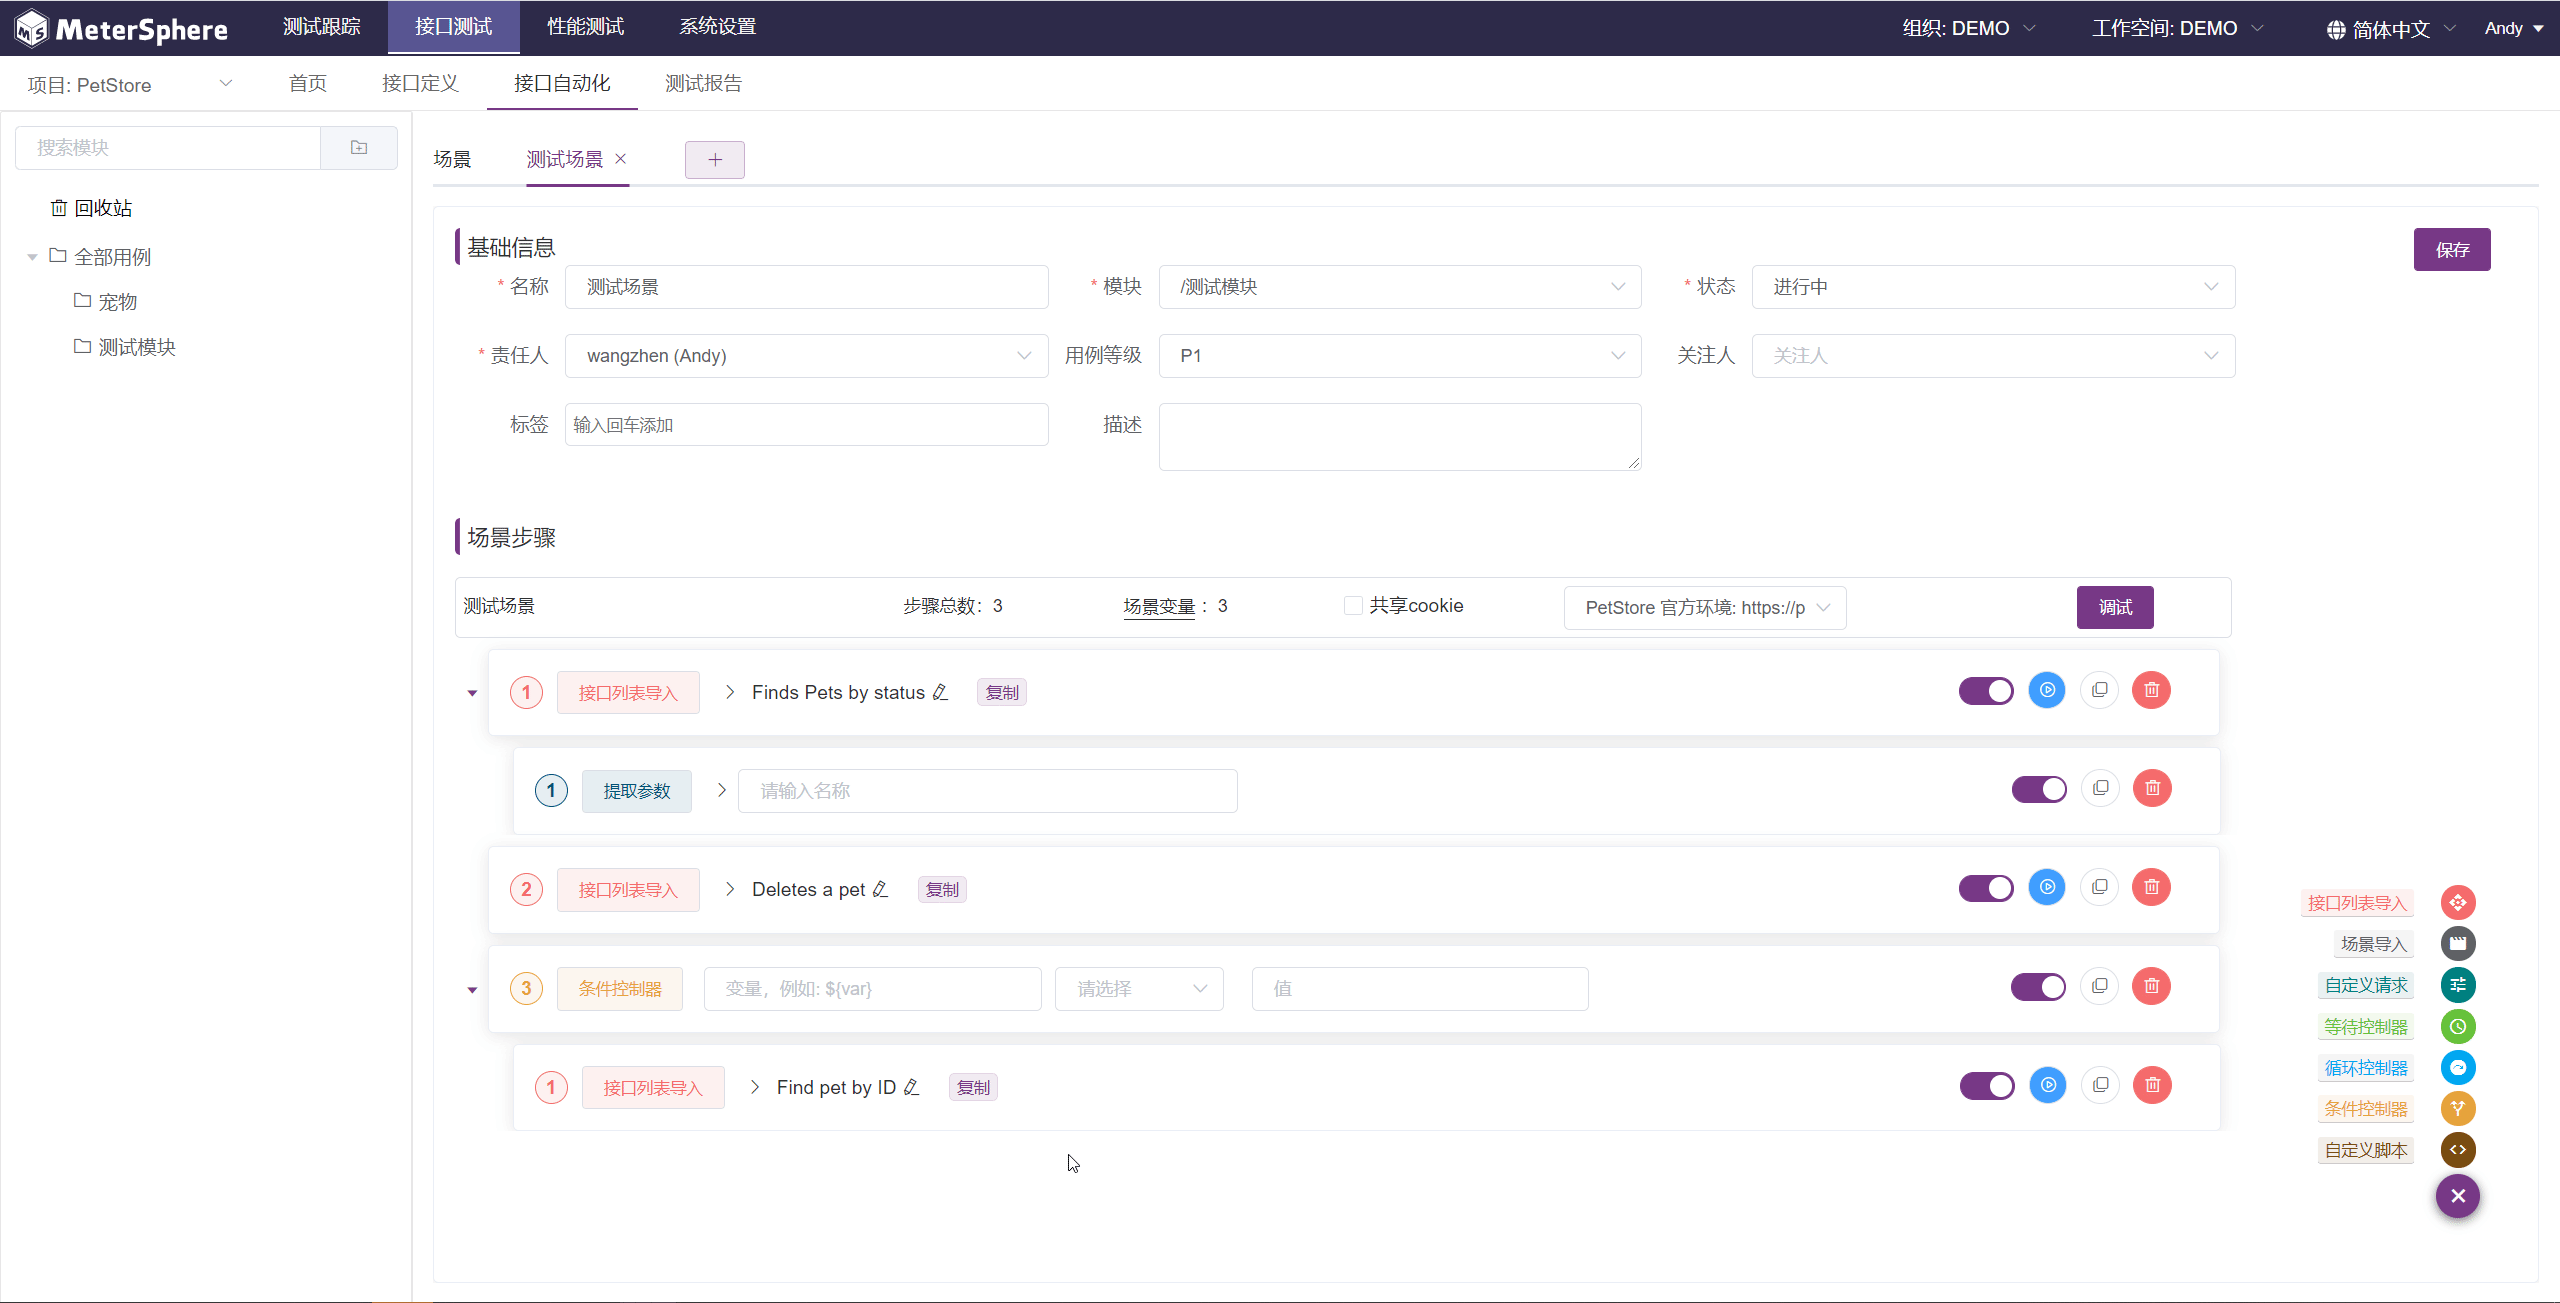 MeterSphere 测试跟踪 接口测试 性能测试 系统设置 组织: DEMO 工作空间: DEMO 简体中文 Andy
项目: PetStore 首页 接口定义 接口自动化 测试报告
搜索模块
回收站
全部用例
宠物
测试模块
场景 测试场景
基础信息 保存
* 名称 测试场景 * 模块 /测试模块 * 状态 进行中
* 责任人 wangzhen (Andy) 用例等级 P1 关注人 关注人
标签 输入回车添加 描述
场景步骤
测试场景 步骤总数：3 场景变量：3 共享cookie PetStore 官方环境: https://p 调试
1 接口列表导入 Finds Pets by status 复制
1 提取参数 请输入名称
2 接口列表导入 Deletes a pet 复制
3 条件控制器 变量，例如: ${var} 请选择 值
1 接口列表导入 Find pet by ID 复制
接口列表导入
场景导入
自定义请求
等待控制器
循环控制器
条件控制器
自定义脚本